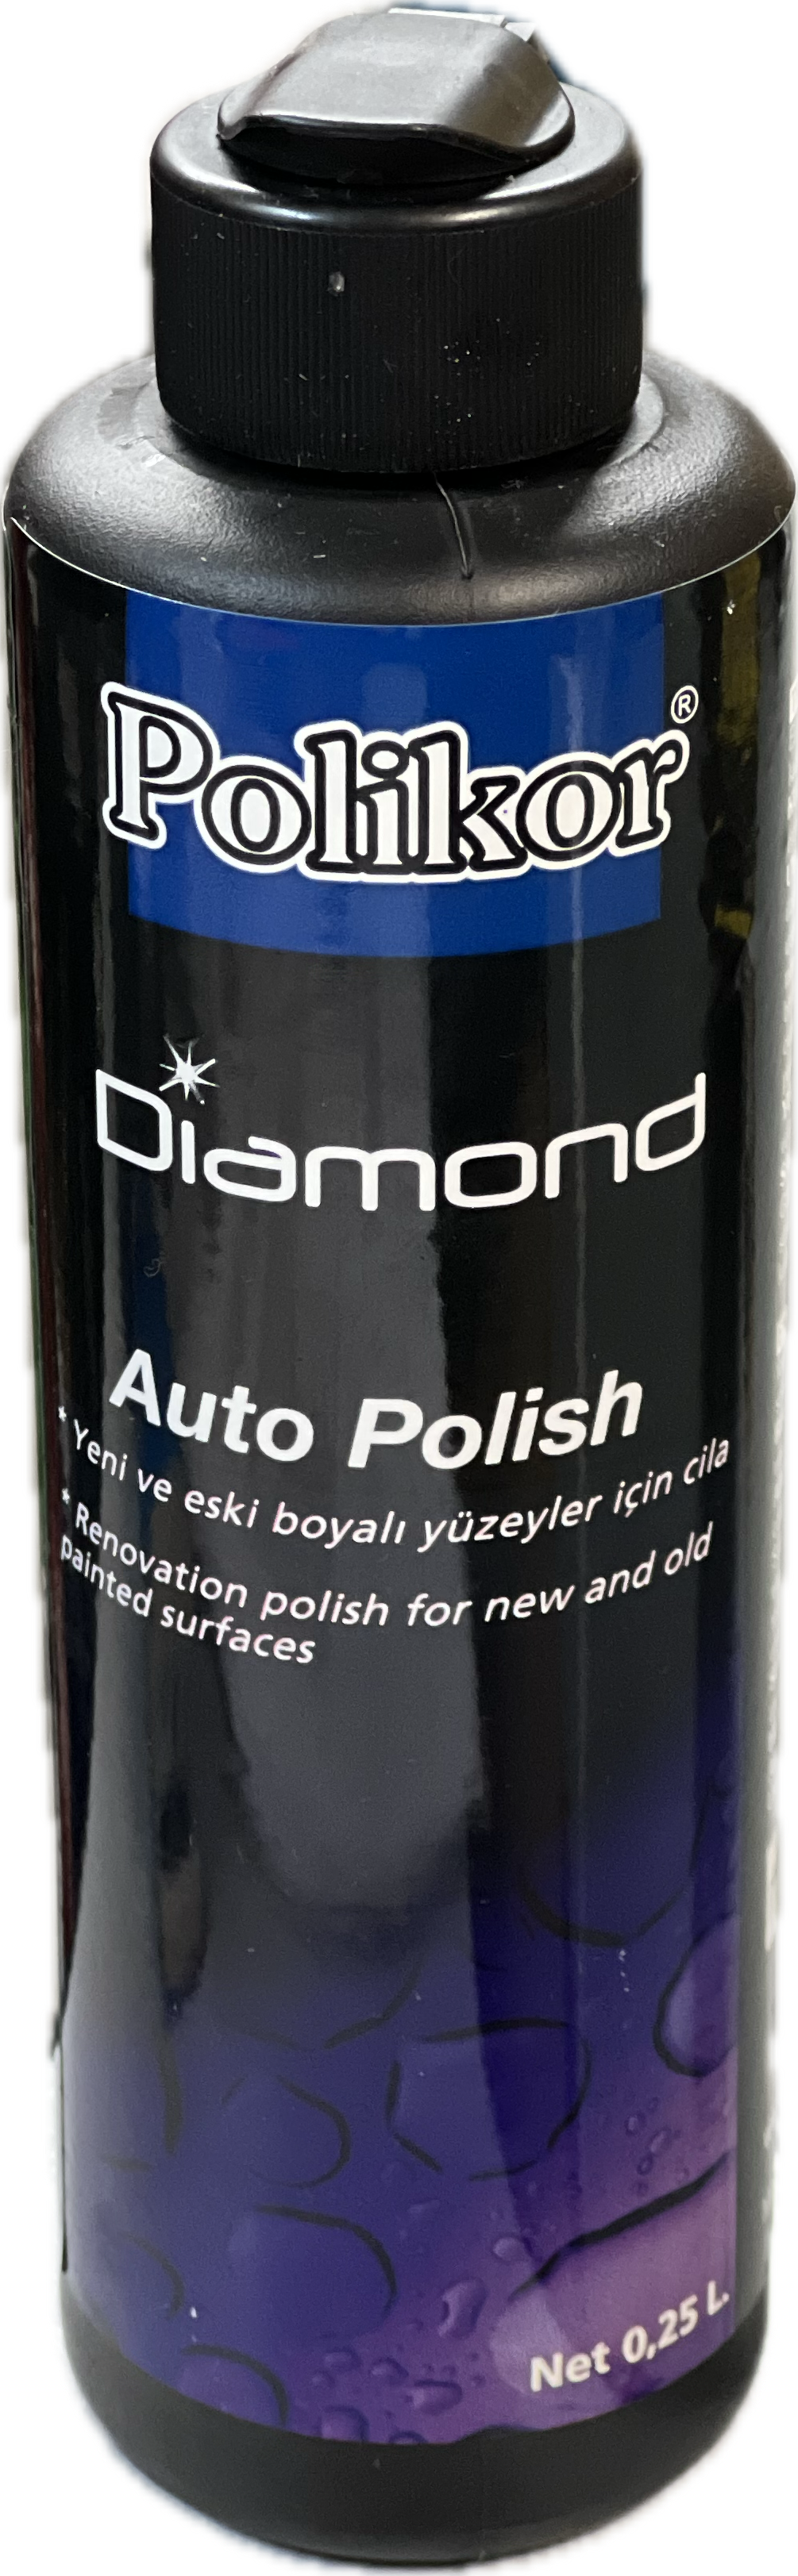 Polikor®
Diamond
Auto Polish
* Yeni ve eski boyalı yüzeyler için cila
* Renovation polish for new and old
painted surfaces
Net 0,25 L.